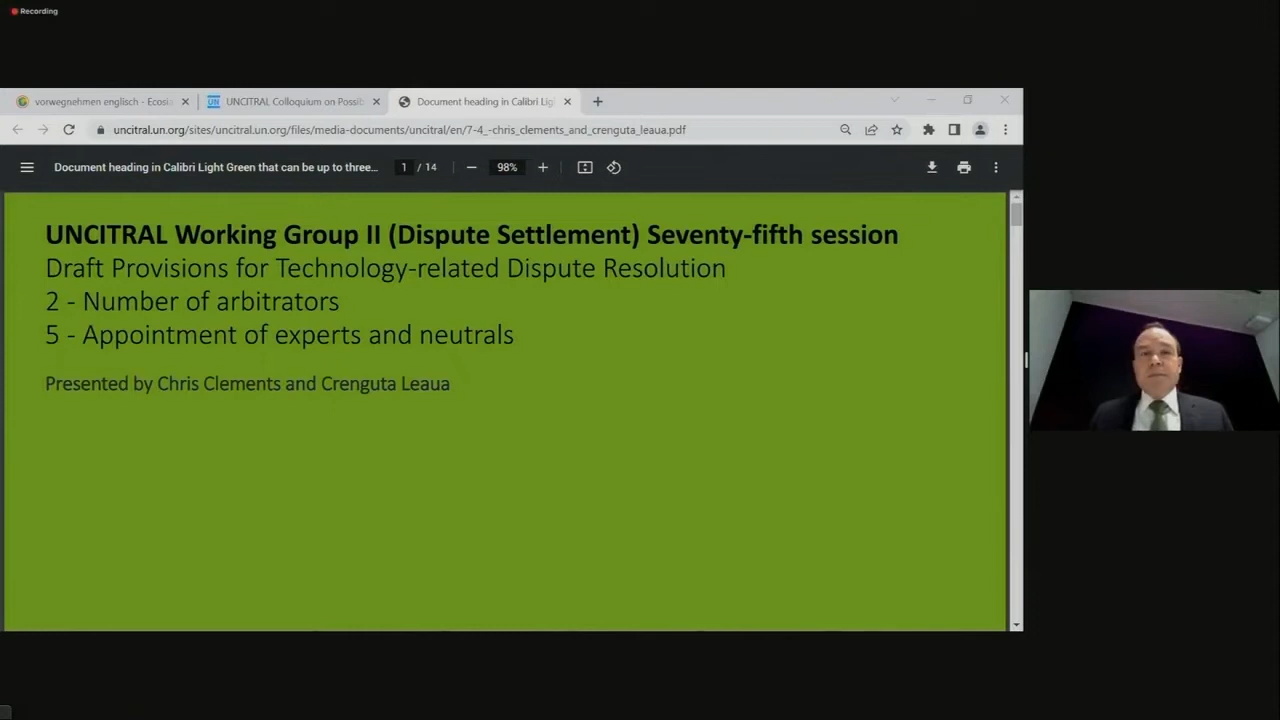 Recording
vorwegnehmen englisch - Ecosi
UNCITRAL Colloquium on Possib
Document heading in Calibri Lig
uncitral.un.org/sites/uncitral.un.org/files/media-documents/uncitral/en/7-4_-chris_clements_and_crenguta_leaua.pdf
Document heading in Calibri Light Green that can be up to three...
1 / 14
98%
UNCITRAL Working Group II (Dispute Settlement) Seventy-fifth session
Draft Provisions for Technology-related Dispute Resolution
2 - Number of arbitrators
5 - Appointment of experts and neutrals
Presented by Chris Clements and Crenguta Leaua